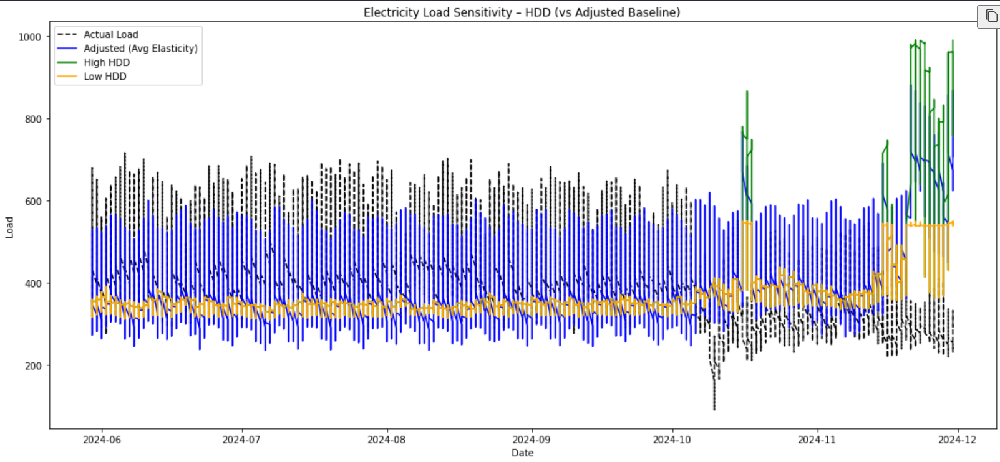 Electricity Load Sensitivity – HDD (vs Adjusted Baseline)
Actual Load
Adjusted (Avg Elasticity)
High HDD
Low HDD
1000
800
600
400
200
Load
2024-06
2024-07
2024-08
2024-09
2024-10
2024-11
2024-12
Date